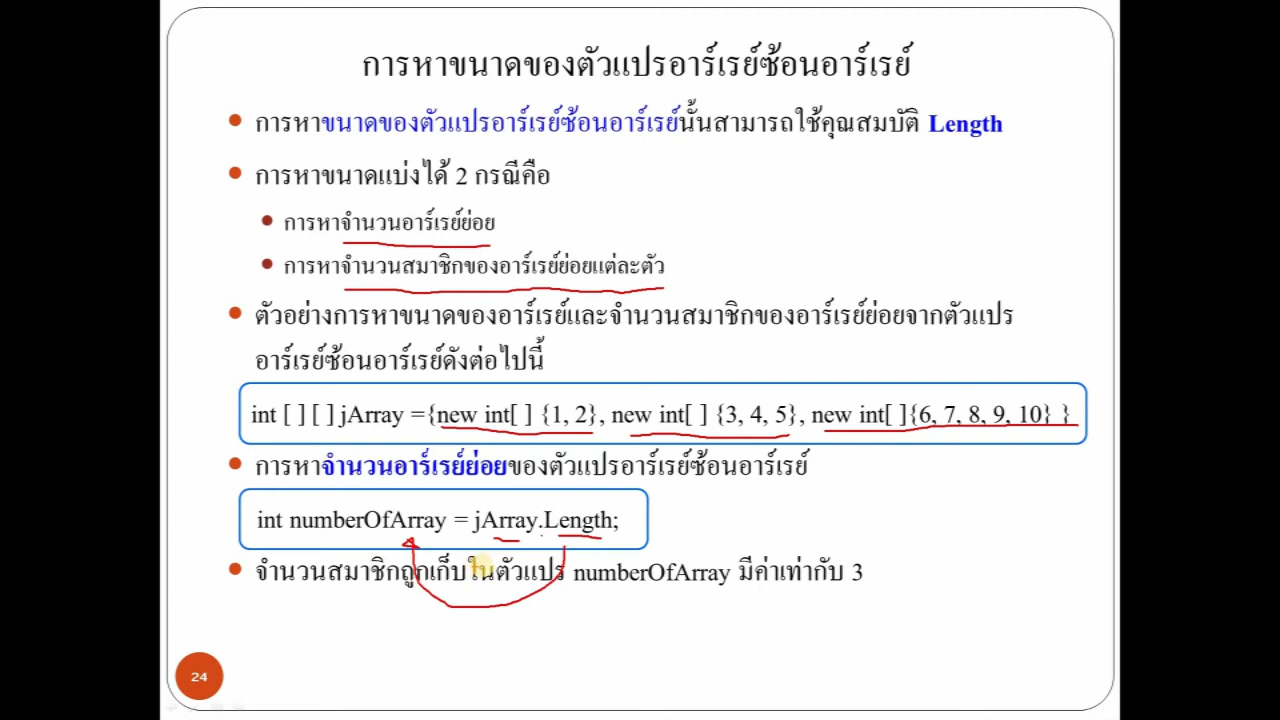 การหาขนาดของตัวแปรอาร์เรย์ซ้อนอาร์เรย์
การหาขนาดของตัวแปรอาร์เรย์ซ้อนอาร์เรย์นั้นสามารถใช้คุณสมบัติ Length
การหาขนาดแบ่งได้ 2 กรณีคือ
การหาจำนวนอาร์เรย์ย่อย
การหาจำนวนสมาชิกของอาร์เรย์ย่อยแต่ละตัว
ตัวอย่างการหาขนาดของอาร์เรย์และจำนวนสมาชิกของอาร์เรย์ย่อยจากตัวแปร
อาร์เรย์ซ้อนอาร์เรย์ดังต่อไปนี้
int [ ] [ ] jArray ={new int[ ] {1, 2}, new int[ ] {3, 4, 5}, new int[ ]{6, 7, 8, 9, 10} }
การหาจำนวนอาร์เรย์ย่อยของตัวแปรอาร์เรย์ซ้อนอาร์เรย์
int numberOfArray = jArray.Length;
จำนวนสมาชิกถูกเก็บในตัวแปร numberOfArray มีค่าเท่ากับ 3
24